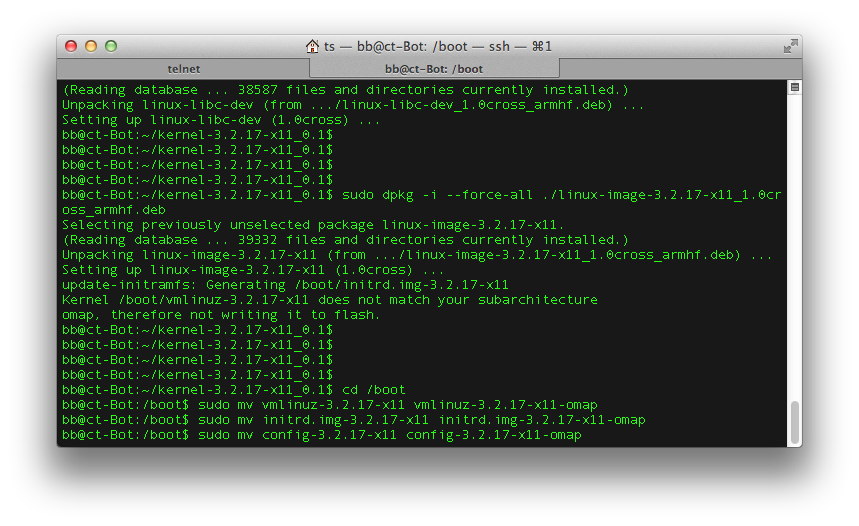 ts — bb@ct-Bot: /boot — ssh — ⌘1
telnet
bb@ct-Bot: /boot
(Reading database ... 38587 files and directories currently installed.)
Unpacking linux-libc-dev (from .../linux-libc-dev_1.0cross_armhf.deb) ...
Setting up linux-libc-dev (1.0cross) ...
bb@ct-Bot:~/kernel-3.2.17-x11_0.1$
bb@ct-Bot:~/kernel-3.2.17-x11_0.1$
bb@ct-Bot:~/kernel-3.2.17-x11_0.1$
bb@ct-Bot:~/kernel-3.2.17-x11_0.1$
bb@ct-Bot:~/kernel-3.2.17-x11_0.1$ sudo dpkg -i --force-all ./linux-image-3.2.17-x11_1.0cr
oss_armhf.deb
Selecting previously unselected package linux-image-3.2.17-x11.
(Reading database ... 39332 files and directories currently installed.)
Unpacking linux-image-3.2.17-x11 (from .../linux-image-3.2.17-x11_1.0cross_armhf.deb) ...
Setting up linux-image-3.2.17-x11 (1.0cross) ...
update-initramfs: Generating /boot/initrd.img-3.2.17-x11
Kernel /boot/vmlinuz-3.2.17-x11 does not match your subarchitecture
omap, therefore not writing it to flash.
bb@ct-Bot:~/kernel-3.2.17-x11_0.1$
bb@ct-Bot:~/kernel-3.2.17-x11_0.1$
bb@ct-Bot:~/kernel-3.2.17-x11_0.1$
bb@ct-Bot:~/kernel-3.2.17-x11_0.1$
bb@ct-Bot:~/kernel-3.2.17-x11_0.1$ cd /boot
bb@ct-Bot:/boot$ sudo mv vmlinuz-3.2.17-x11 vmlinuz-3.2.17-x11-omap
bb@ct-Bot:/boot$ sudo mv initrd.img-3.2.17-x11 initrd.img-3.2.17-x11-omap
bb@ct-Bot:/boot$ sudo mv config-3.2.17-x11 config-3.2.17-x11-omap